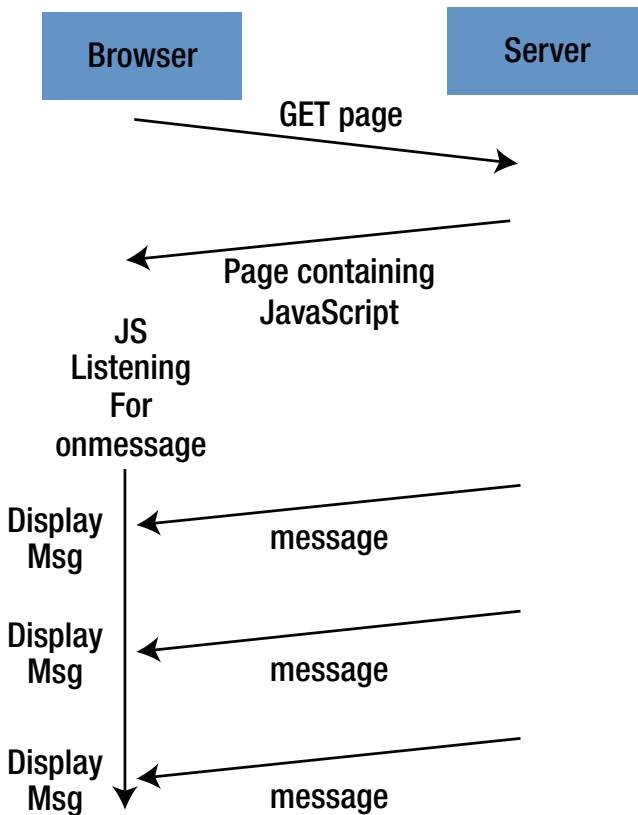 Browser
Server
GET page
Page containing
JavaScript
JS
Listening
For
onmessage
Display
Msg
message
Display
Msg
message
Display
Msg
message